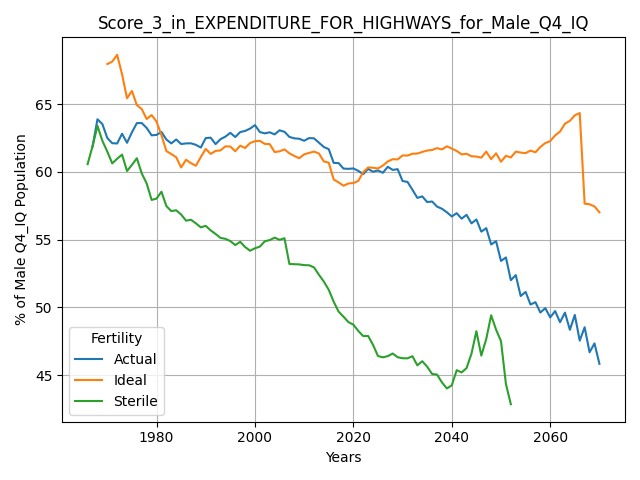 Score_3_in_EXPENDITURE_FOR_HIGHWAYS_for_Male_Q4_IQ
% of Male Q4_IQ Population
65
60
55
50
45
Fertility
Actual
Ideal
Sterile
1980
2000
2020
2040
2060
Years